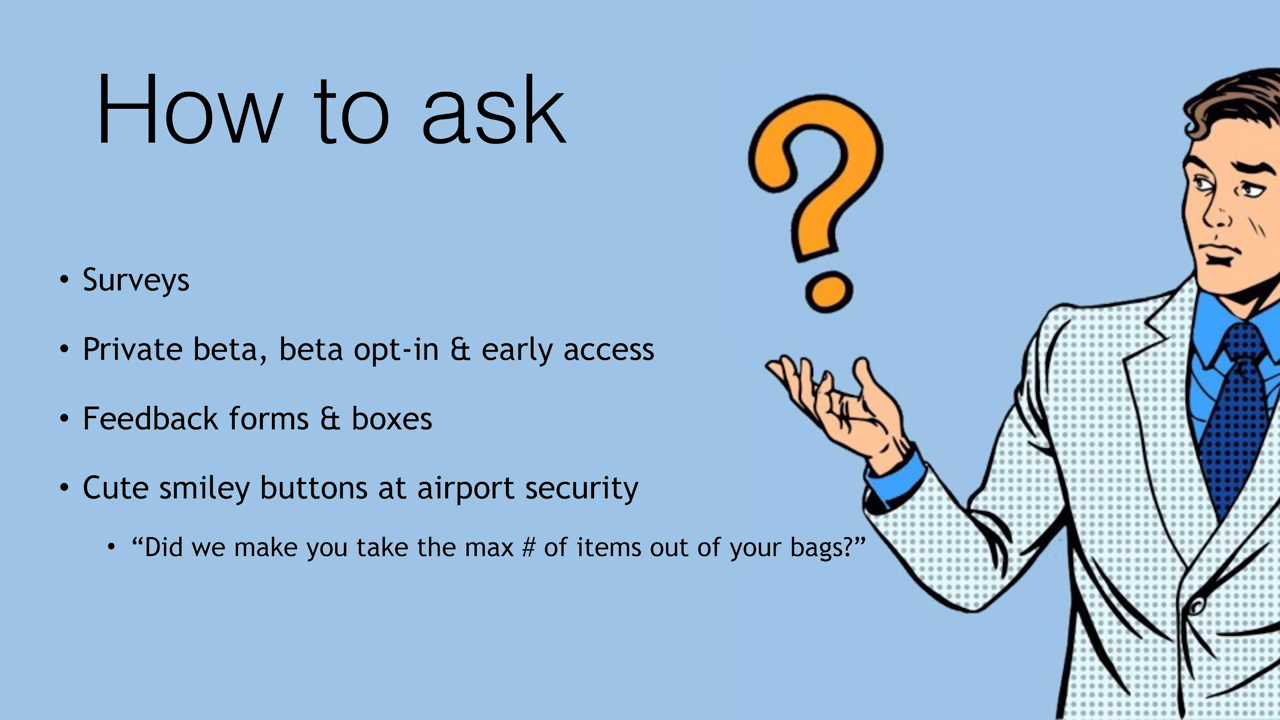 How to ask
• Surveys
• Private beta, beta opt-in & early access
• Feedback forms & boxes
• Cute smiley buttons at airport security
• “Did we make you take the max # of items out of your bags?”
?